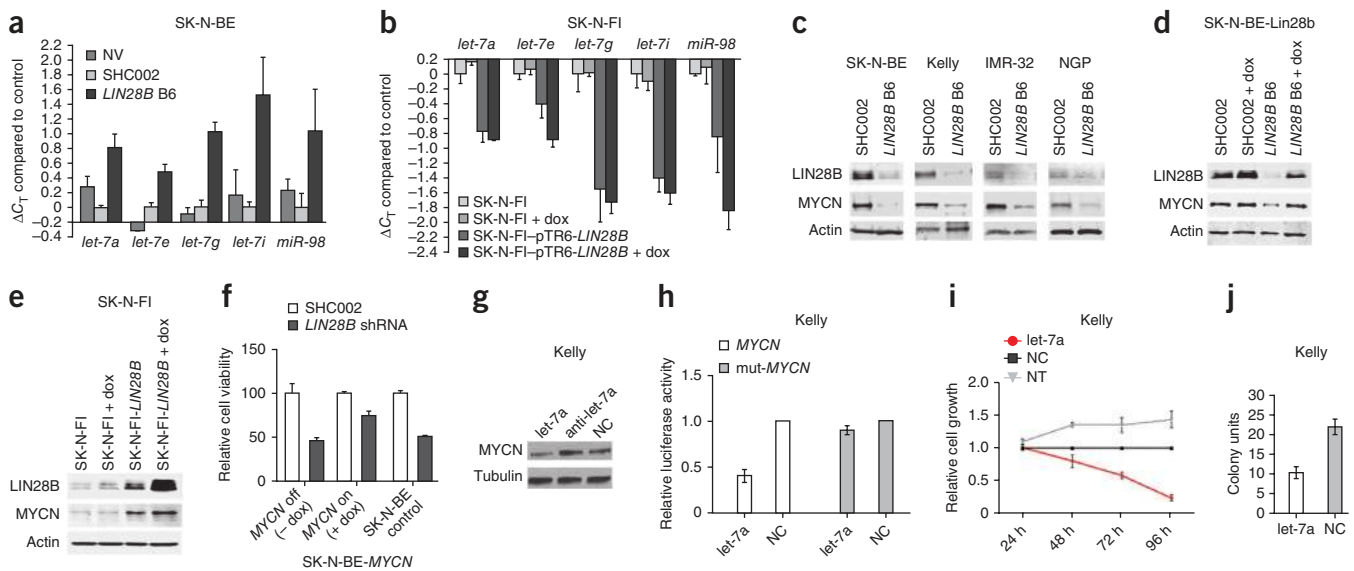 a
SK-N-BE
ΔCT compared to control
2.2
2.0
1.8
1.6
1.4
1.2
1.0
0.8
0.6
0.4
0.2
–0.2
–0.4
NV
SHC002
LIN28B B6
let-7a let-7e let-7g let-7i miR-98
b
SK-N-FI
let-7a let-7e let-7g let-7i miR-98
ΔCT compared to control
0.2
0
–0.2
–0.4
–0.6
–0.8
–1.0
–1.2
–1.4
–1.6
–1.8
–2.0
–2.2
–2.4
SK-N-FI
SK-N-FI + dox
SK-N-FI–pTR6-LIN28B
SK-N-FI–pTR6-LIN28B + dox
c
SK-N-BE Kelly IMR-32 NGP
SHC002
LIN28B B6
SHC002
LIN28B B6
SHC002
LIN28B B6
SHC002
LIN28B B6
LIN28B
MYCN
Actin
d
SK-N-BE-Lin28b
SHC002
SHC002 + dox
LIN28B B6
LIN28B B6 + dox
LIN28B
MYCN
Actin
e
SK-N-FI
SK-N-FI
SK-N-FI + dox
SK-N-FI-LIN28B
SK-N-FI-LIN28B + dox
LIN28B
MYCN
Actin
f
SHC002
LIN28B shRNA
Relative cell viability
150
100
50
0
MYCN off
(– dox)
MYCN on
(+ dox)
SK-N-BE
control
SK-N-BE-MYCN
g
Kelly
let-7a
anti-let-7a
NC
MYCN
Tubulin
h
Kelly
MYCN
mut-MYCN
Relative luciferase activity
1.5
1.0
0.5
0
let-7a
NC
let-7a
NC
i
Kelly
let-7a
NC
NT
Relative cell growth
2.0
1.5
1.0
0.5
0
24 h
48 h
72 h
96 h
j
Kelly
Colony units
30
25
20
15
10
5
0
let-7a NC